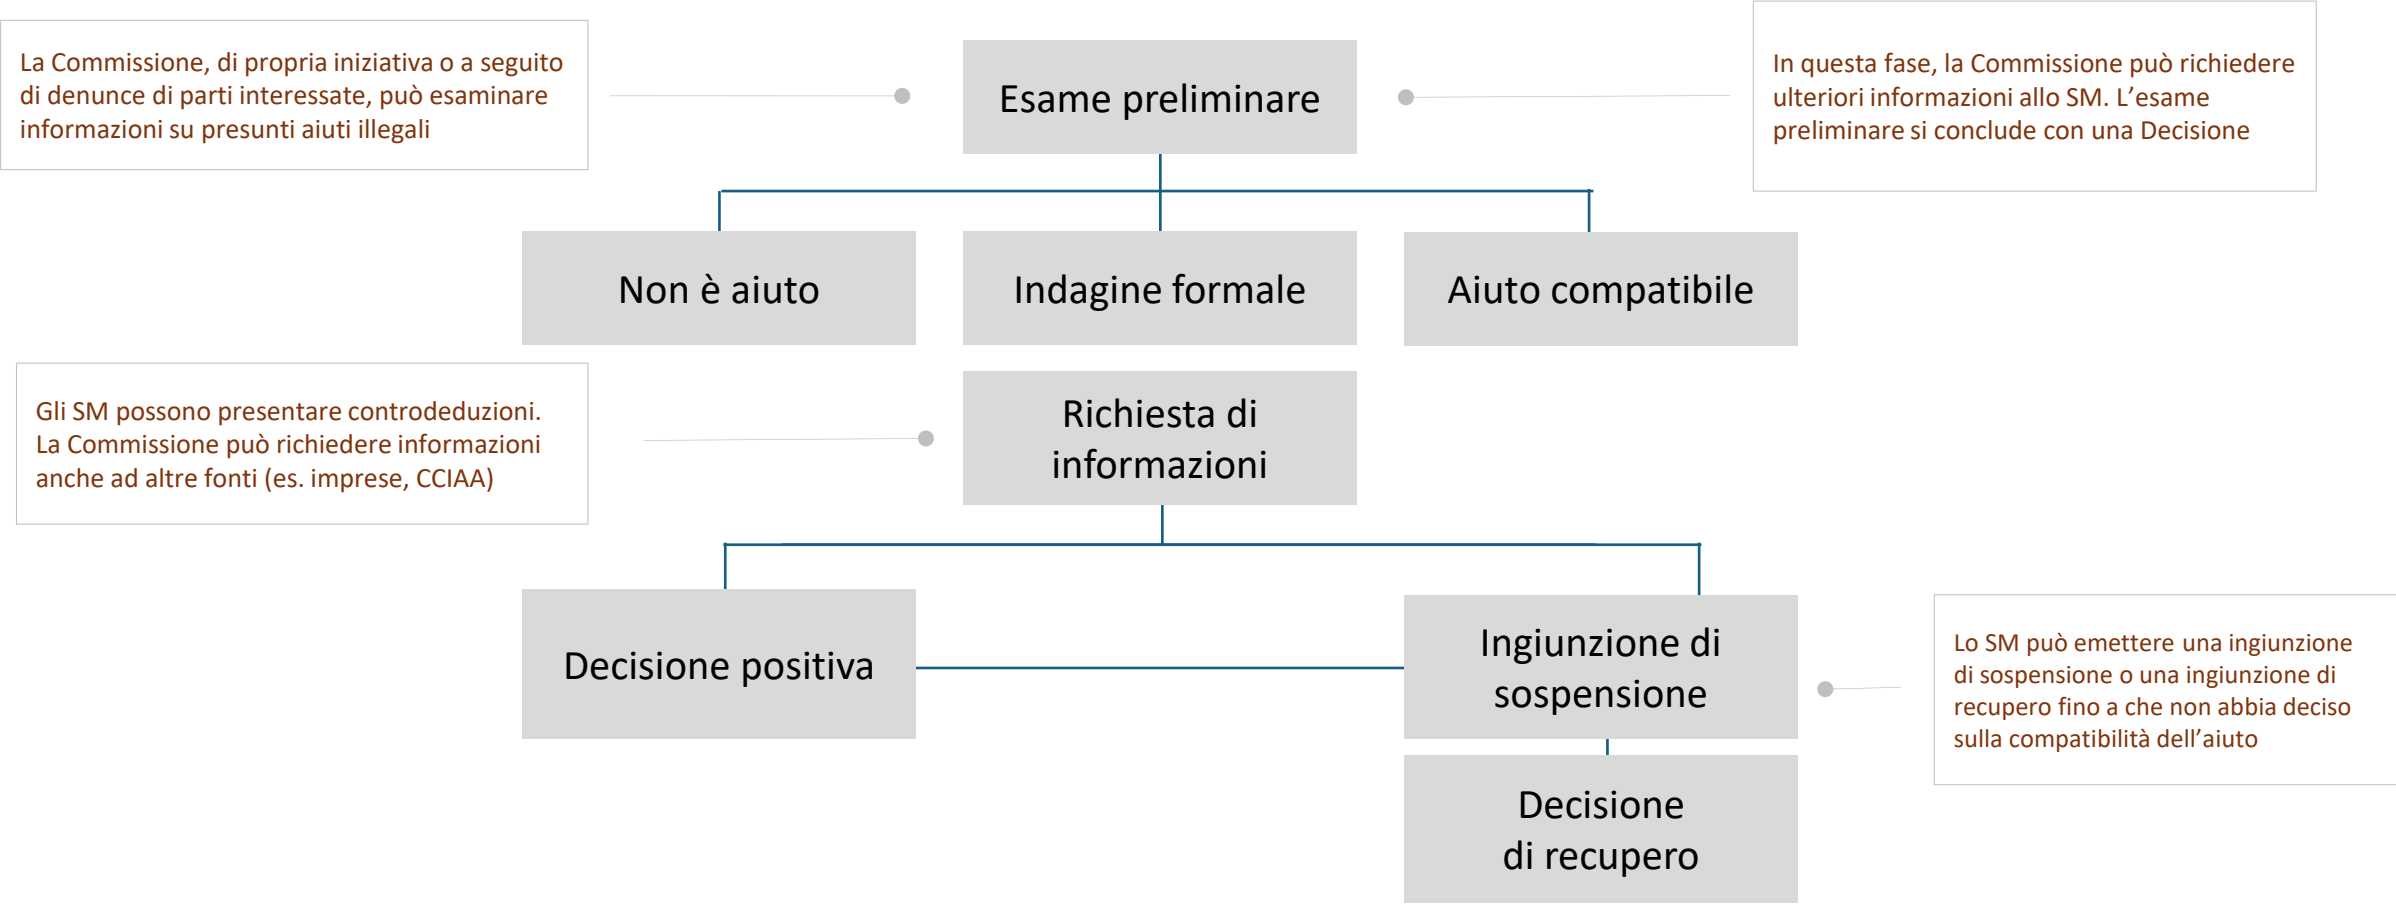 La Commissione, di propria iniziativa o a seguito
di denunce di parti interessate, può esaminare
informazioni su presunti aiuti illegali
Esame preliminare
In questa fase, la Commissione può richiedere
ulteriori informazioni allo SM. L’esame
preliminare si conclude con una Decisione
Non è aiuto
Indagine formale
Aiuto compatibile
Gli SM possono presentare controdeduzioni.
La Commissione può richiedere informazioni
anche ad altre fonti (es. imprese, CCIAA)
Richiesta di
informazioni
Decisione positiva
Ingiunzione di
sospensione
Lo SM può emettere una ingiunzione
di sospensione o una ingiunzione di
recupero fino a che non abbia deciso
sulla compatibilità dell’aiuto
Decisione
di recupero